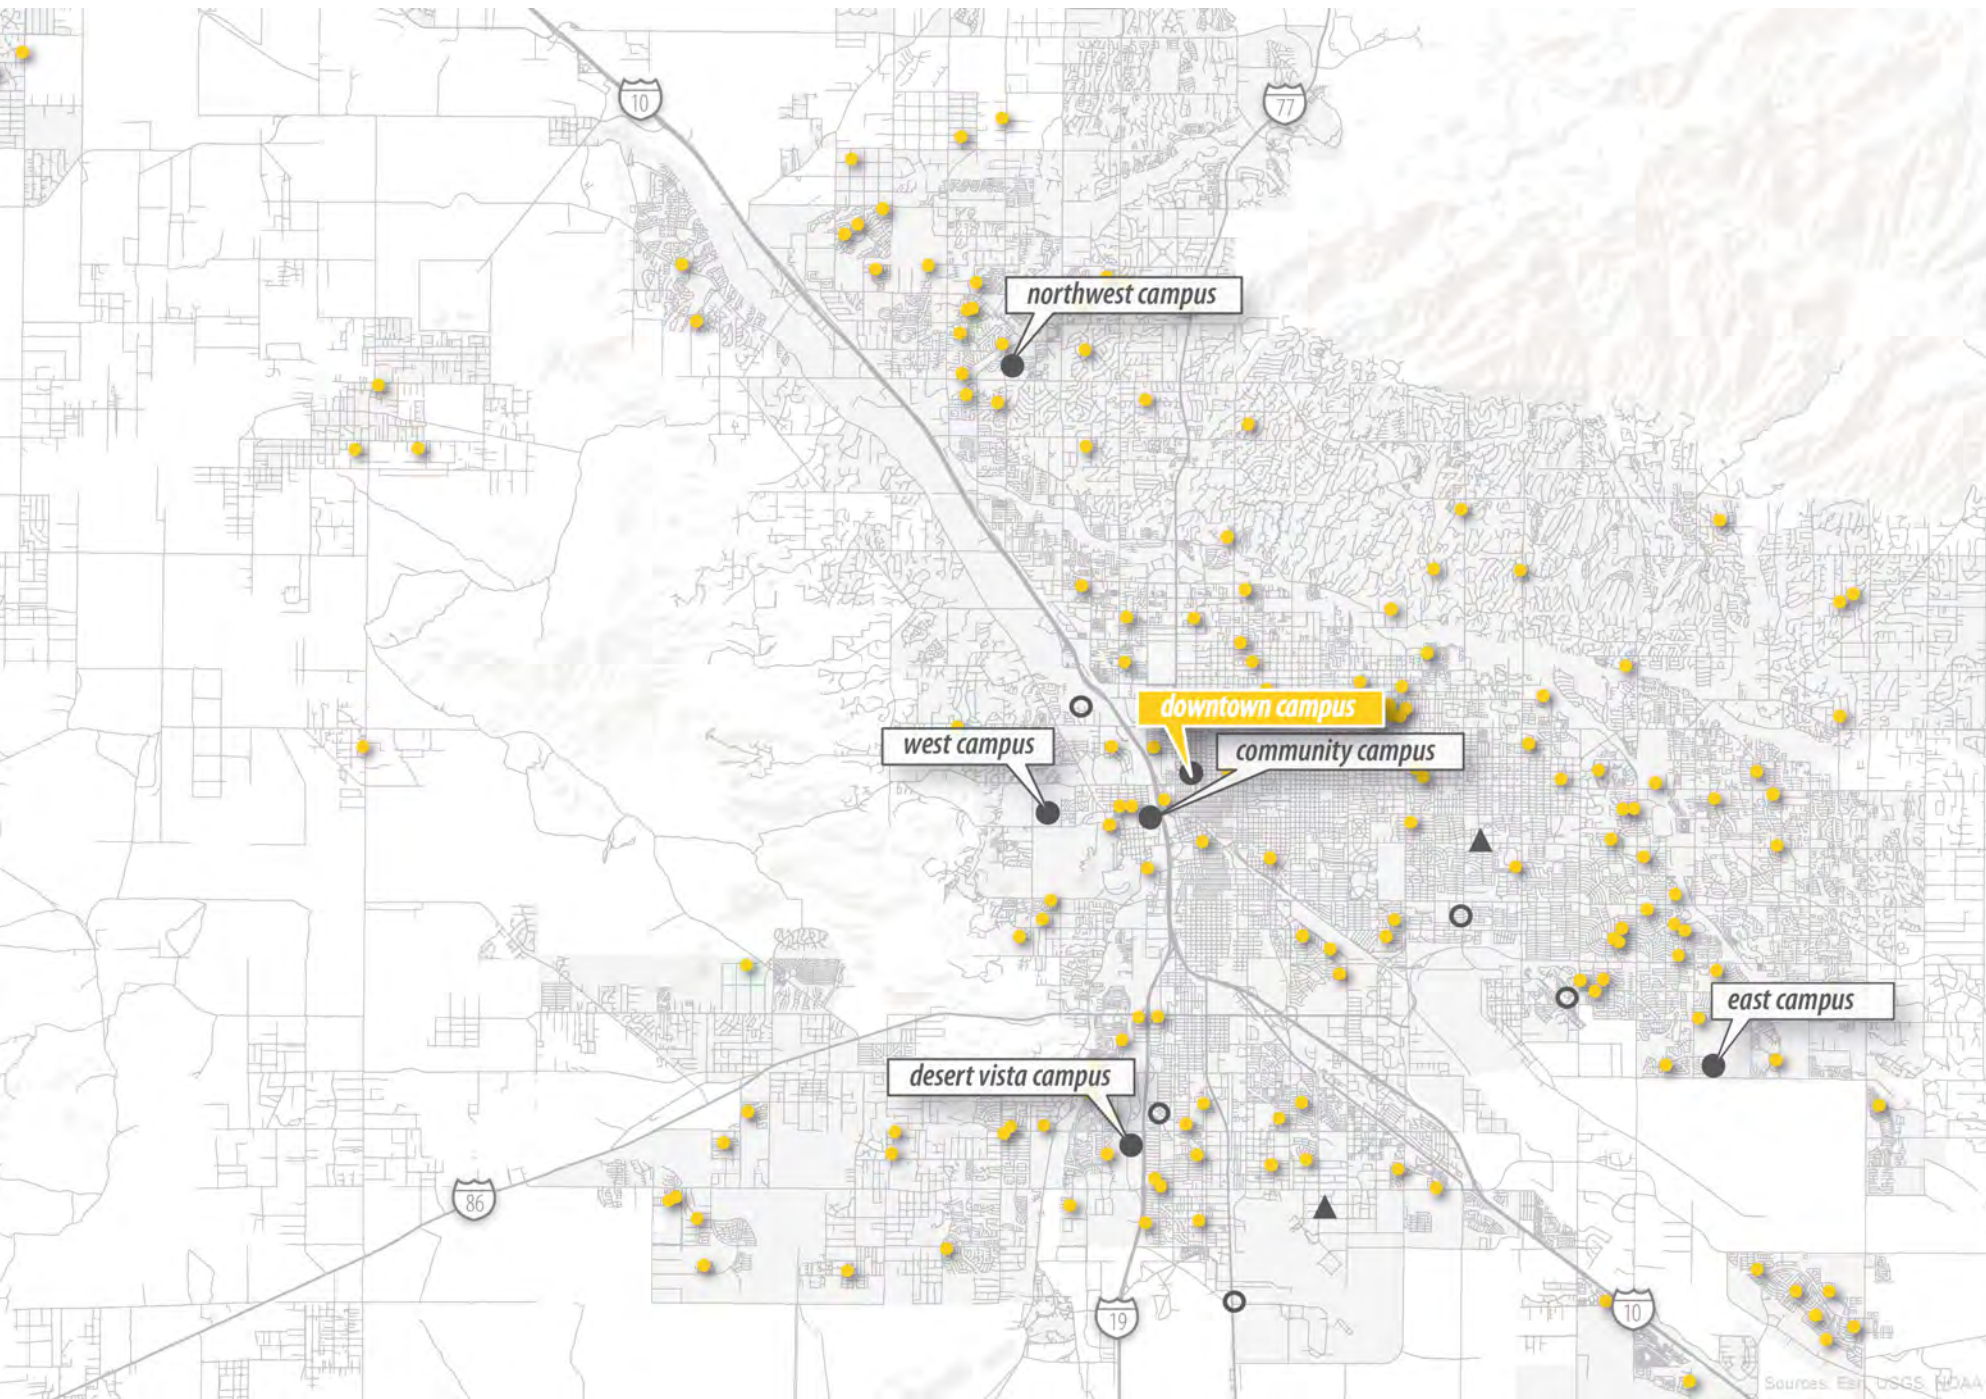 10
77
northwest campus
downtown campus
west campus
community campus
east campus
desert vista campus
86
19
10
Sources: Esri, USGS, NOAA